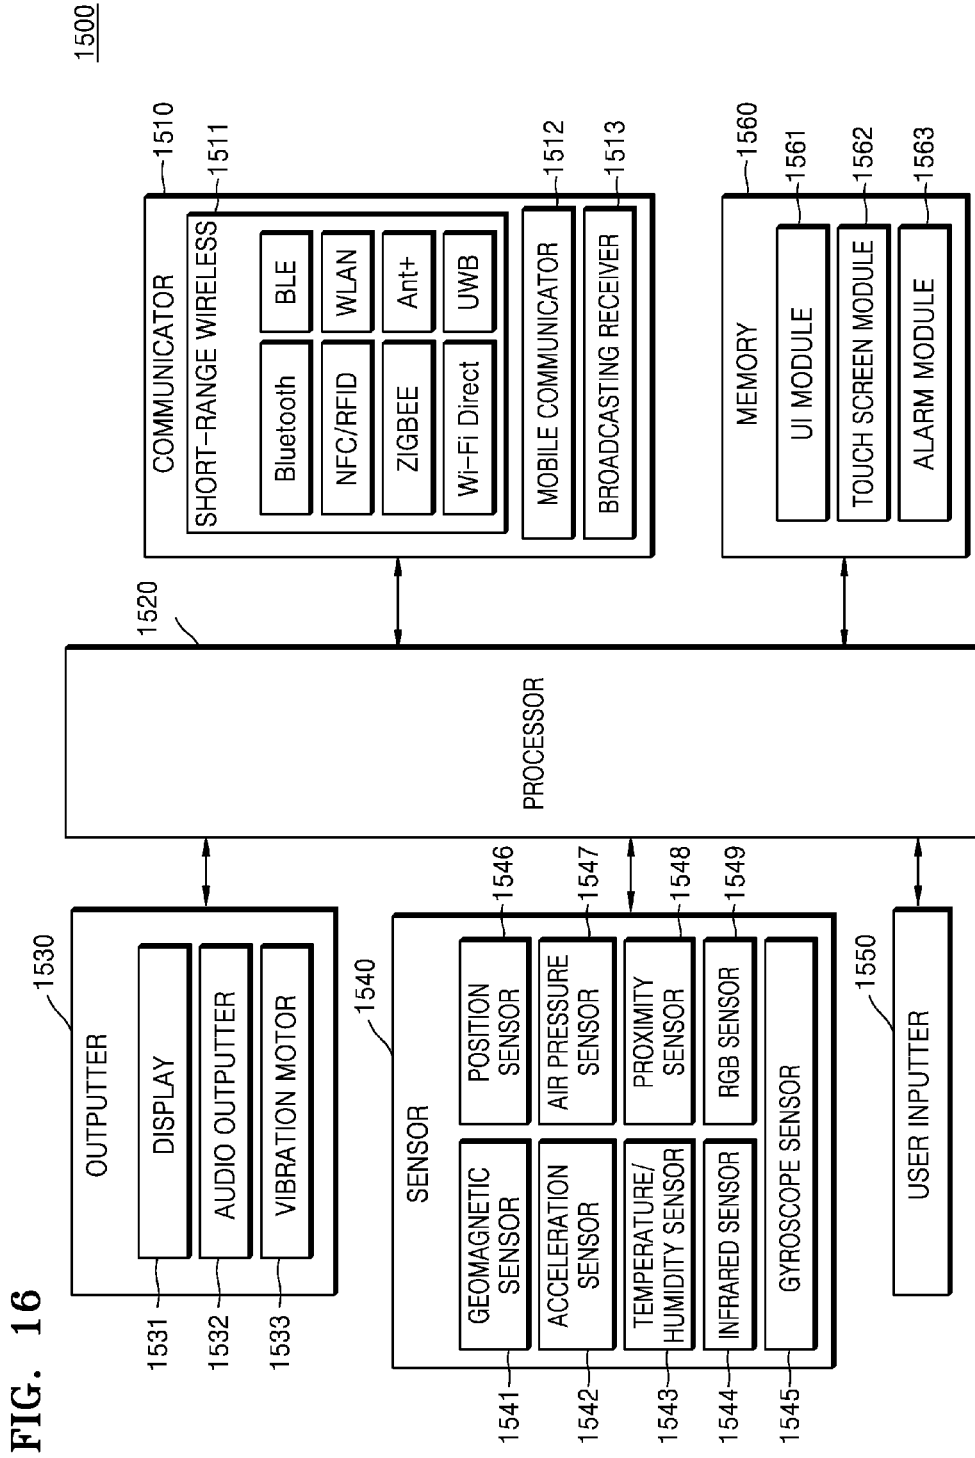 FIG. 16
1500
OUTPUTTER
1530
DISPLAY
1531
AUDIO OUTPUTTER
1532
VIBRATION MOTOR
1533
SENSOR
1540
GEOMAGNETIC
SENSOR
1541
POSITION
SENSOR
1546
ACCELERATION
SENSOR
1542
AIR PRESSURE
SENSOR
1547
TEMPERATURE/
HUMIDITY SENSOR
1543
PROXIMITY
SENSOR
1548
INFRARED SENSOR
1544
RGB SENSOR
1549
GYROSCOPE SENSOR
1545
USER INPUTTER
1550
PROCESSOR
1520
COMMUNICATOR
1510
SHORT-RANGE WIRELESS
1511
Bluetooth
BLE
NFC/RFID
WLAN
ZIGBEE
Ant+
Wi-Fi Direct
UWB
MOBILE COMMUNICATOR
1512
BROADCASTING RECEIVER
1513
MEMORY
1560
UI MODULE
1561
TOUCH SCREEN MODULE
1562
ALARM MODULE
1563